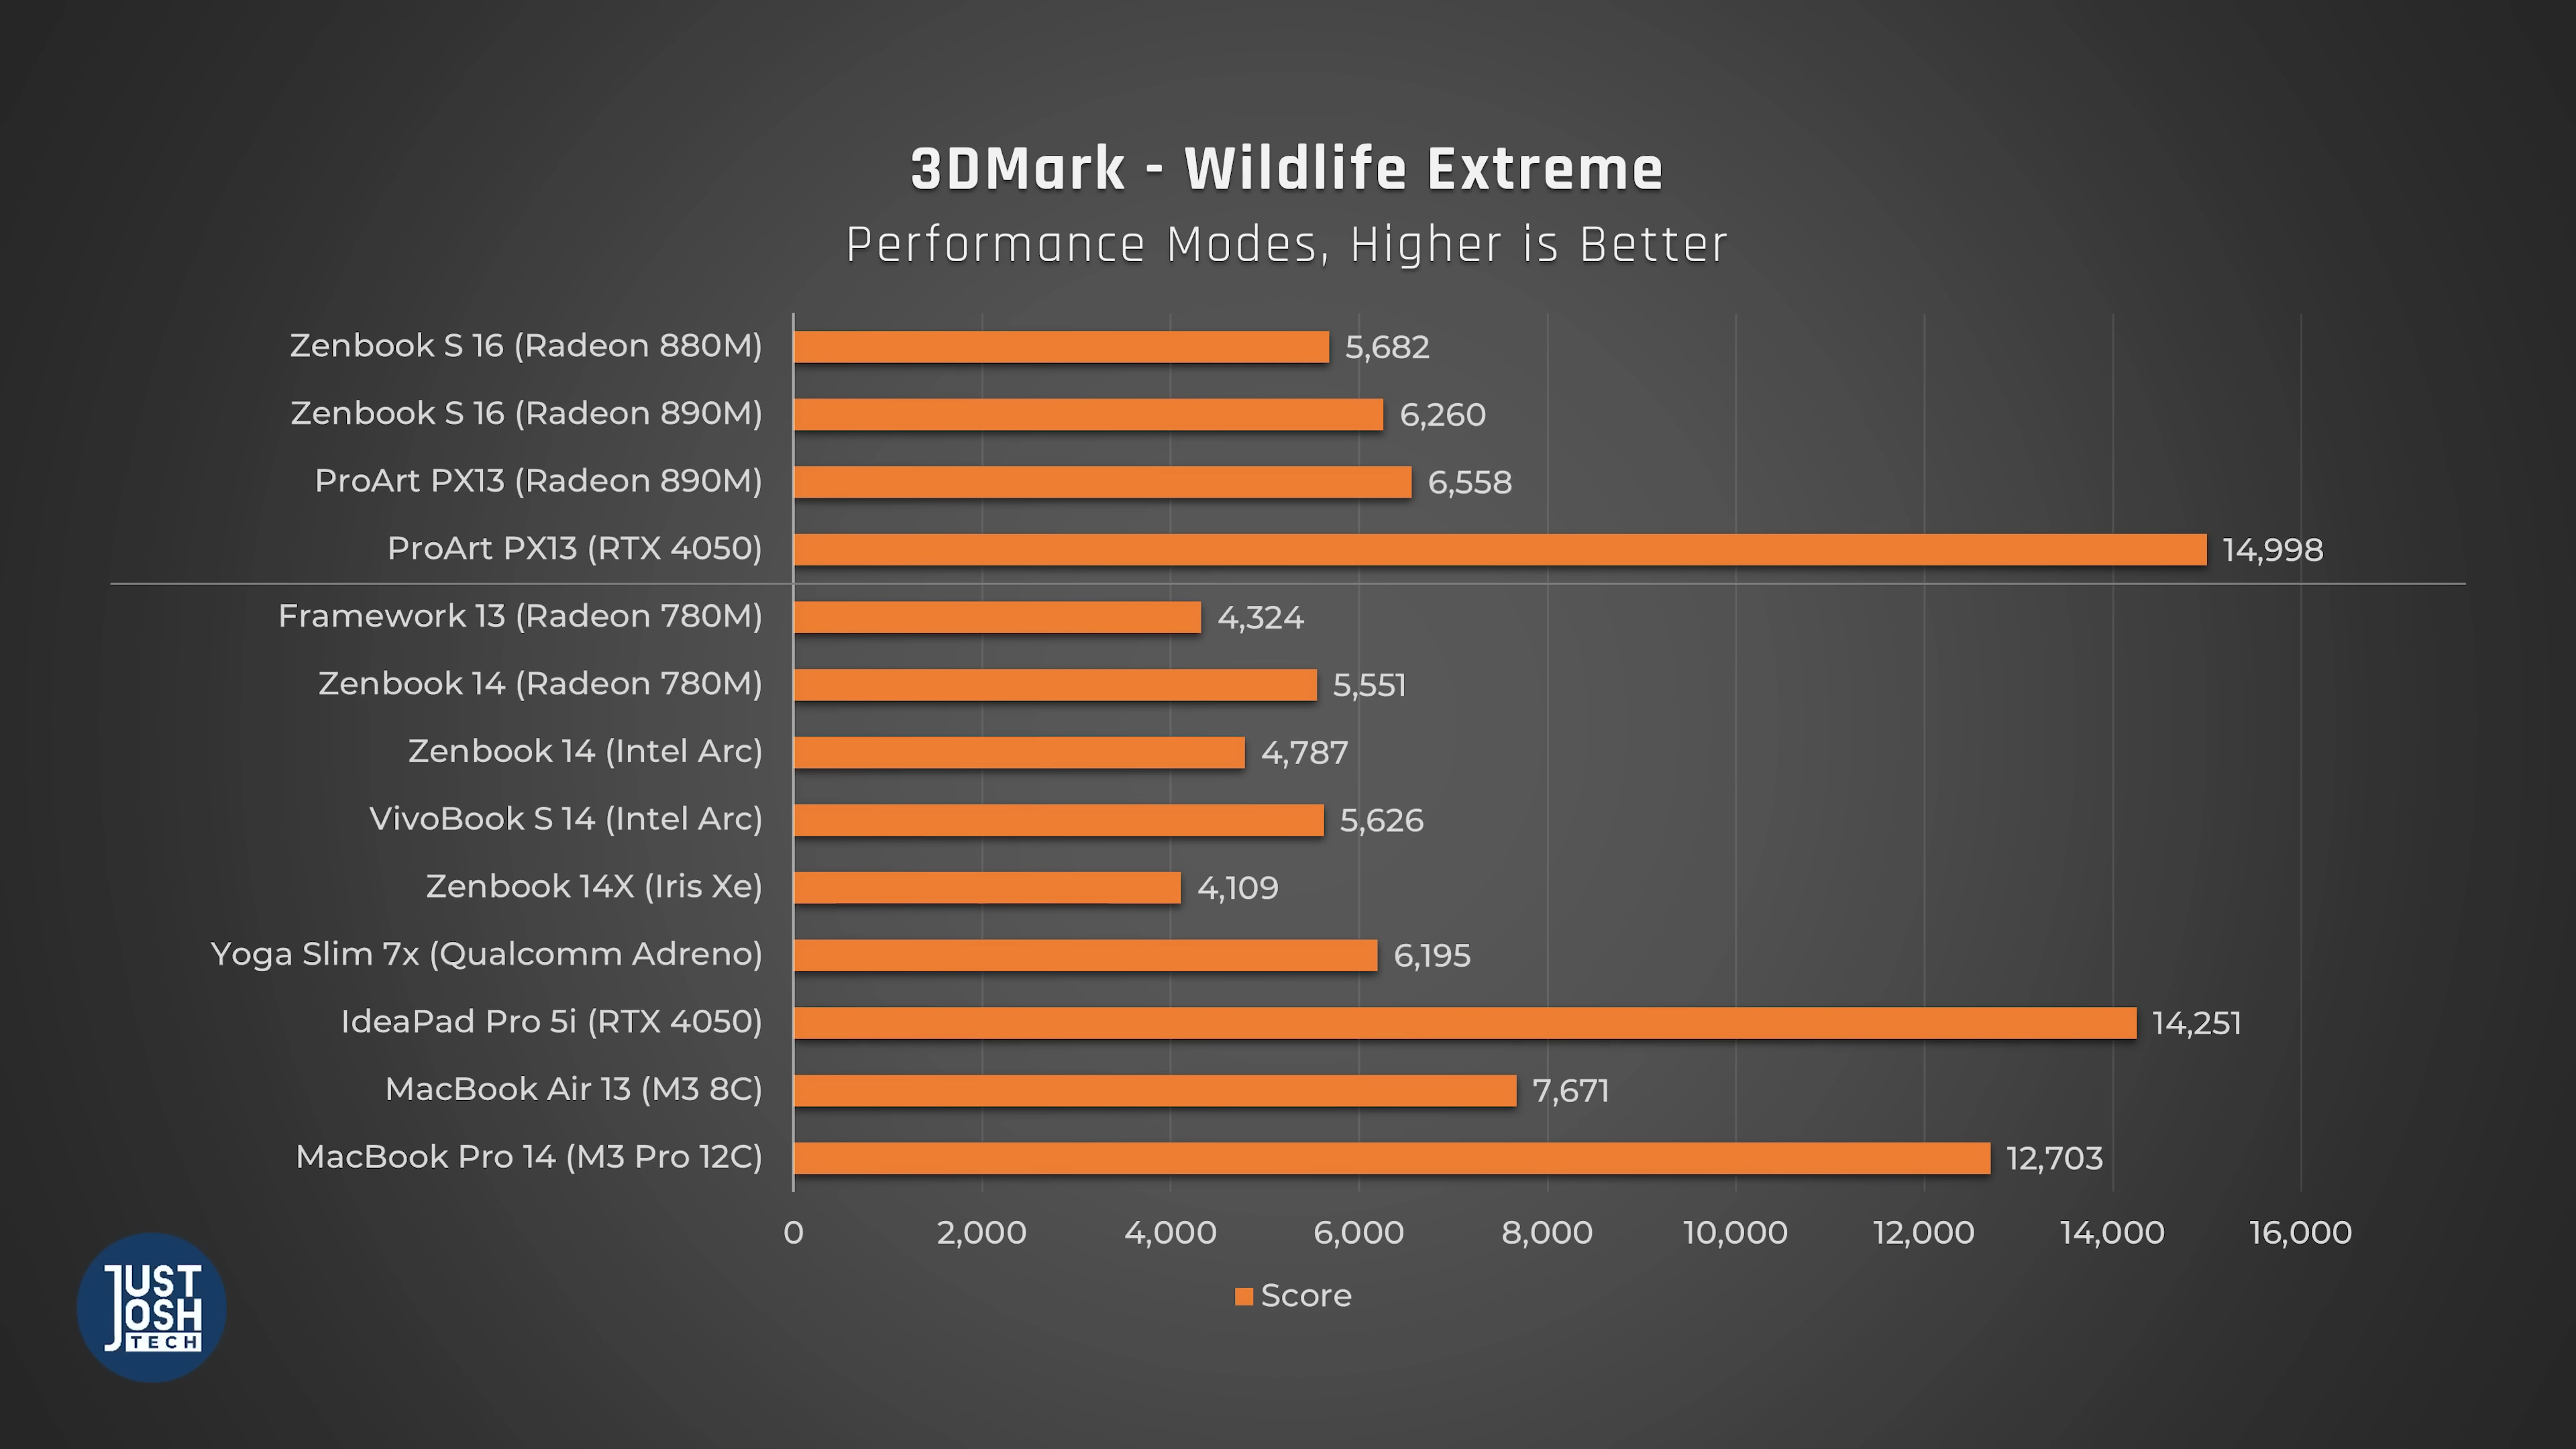 3DMark - Wildlife Extreme
Performance Modes, Higher is Better
Zenbook S 16 (Radeon 880M) 5,682
Zenbook S 16 (Radeon 890M) 6,260
ProArt PX13 (Radeon 890M) 6,558
ProArt PX13 (RTX 4050) 14,998
Framework 13 (Radeon 780M) 4,324
Zenbook 14 (Radeon 780M) 5,551
Zenbook 14 (Intel Arc) 4,787
VivoBook S 14 (Intel Arc) 5,626
Zenbook 14X (Iris Xe) 4,109
Yoga Slim 7x (Qualcomm Adreno) 6,195
IdeaPad Pro 5i (RTX 4050) 14,251
MacBook Air 13 (M3 8C) 7,671
MacBook Pro 14 (M3 Pro 12C) 12,703
0 2,000 4,000 6,000 8,000 10,000 12,000 14,000 16,000
Score
JUST
JOSH
TECH